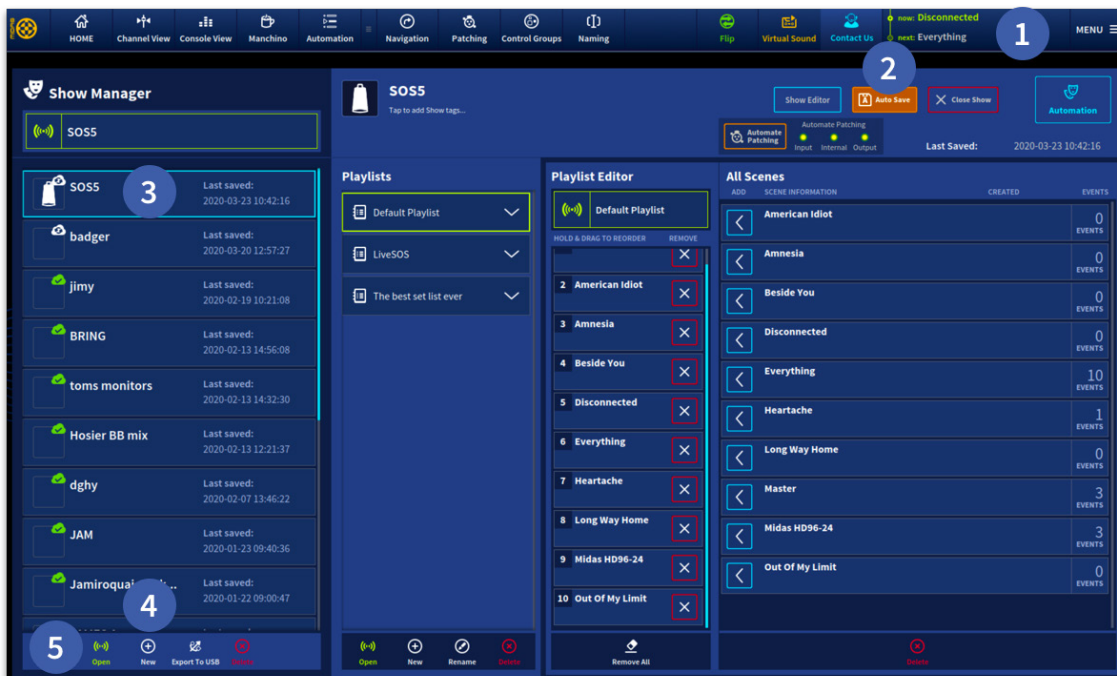 HOME
Channel View
Console View
Manchino
Automation
Navigation
Patching
Control Groups
Naming
Flip
Virtual Sound
Contact Us
now: Disconnected
next: Everything
1
MENU
2
Show Manager
SOS5
SOS5
Tap to add Show tags...
Show Editor
Auto Save
Close Show
Automation
Automate Patching
Automate Patching
Input Internal Output
Last Saved: 2020-03-23 10:42:16
3
SOS5
Last saved:
2020-03-23 10:42:16
badger
Last saved:
2020-03-20 12:57:27
jimy
Last saved:
2020-02-19 10:21:08
BRING
Last saved:
2020-02-13 14:56:08
toms monitors
Last saved:
2020-02-13 14:32:30
Hosier BB mix
Last saved:
2020-02-13 12:21:37
dghy
Last saved:
2020-02-07 13:46:22
JAM
Last saved:
2020-01-23 09:40:36
Jamiroquai
Last saved:
2020-01-22 09:00:47
4
5
Open
New
Export To USB
Playlists
Default Playlist
LiveSOS
The best set list ever
Open
New
Rename
Delete
Playlist Editor
Default Playlist
HOLD & DRAG TO REORDER REMOVE
2 American Idiot
3 Amnesia
4 Beside You
5 Disconnected
6 Everything
7 Heartache
8 Long Way Home
9 Midas HD96-24
10 Out Of My Limit
Remove All
All Scenes
ADD SCENE INFORMATION CREATED EVENTS
American Idiot 0
EVENTS
Amnesia 0
EVENTS
Beside You 0
EVENTS
Disconnected 0
EVENTS
Everything 10
EVENTS
Heartache 1
EVENTS
Long Way Home 0
EVENTS
Master 3
EVENTS
Midas HD96-24 3
EVENTS
Out Of My Limit 0
EVENTS
Delete